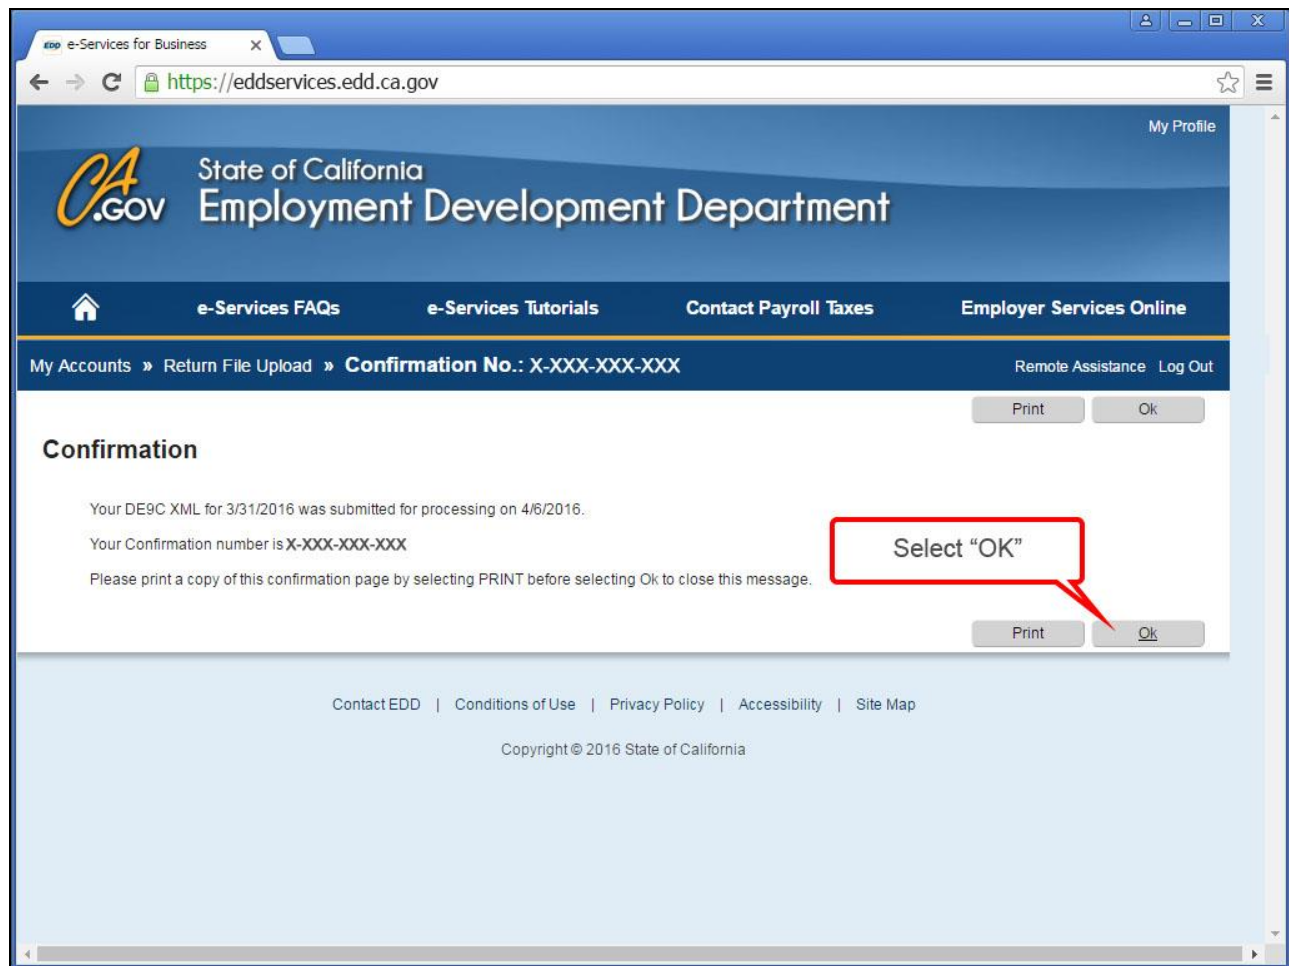 EDD e-Services for Business
https://eddservices.edd.ca.gov
My Profile
CA.GOV
State of California
Employment Development Department
e-Services FAQs e-Services Tutorials Contact Payroll Taxes Employer Services Online
My Accounts » Return File Upload » Confirmation No.: X-XXX-XXX-XXX Remote Assistance Log Out
Print Ok
Confirmation
Your DE9C XML for 3/31/2016 was submitted for processing on 4/6/2016.
Your Confirmation number is X-XXX-XXX-XXX
Select “OK”
Please print a copy of this confirmation page by selecting PRINT before selecting Ok to close this message.
Print Ok
Contact EDD | Conditions of Use | Privacy Policy | Accessibility | Site Map
Copyright © 2016 State of California